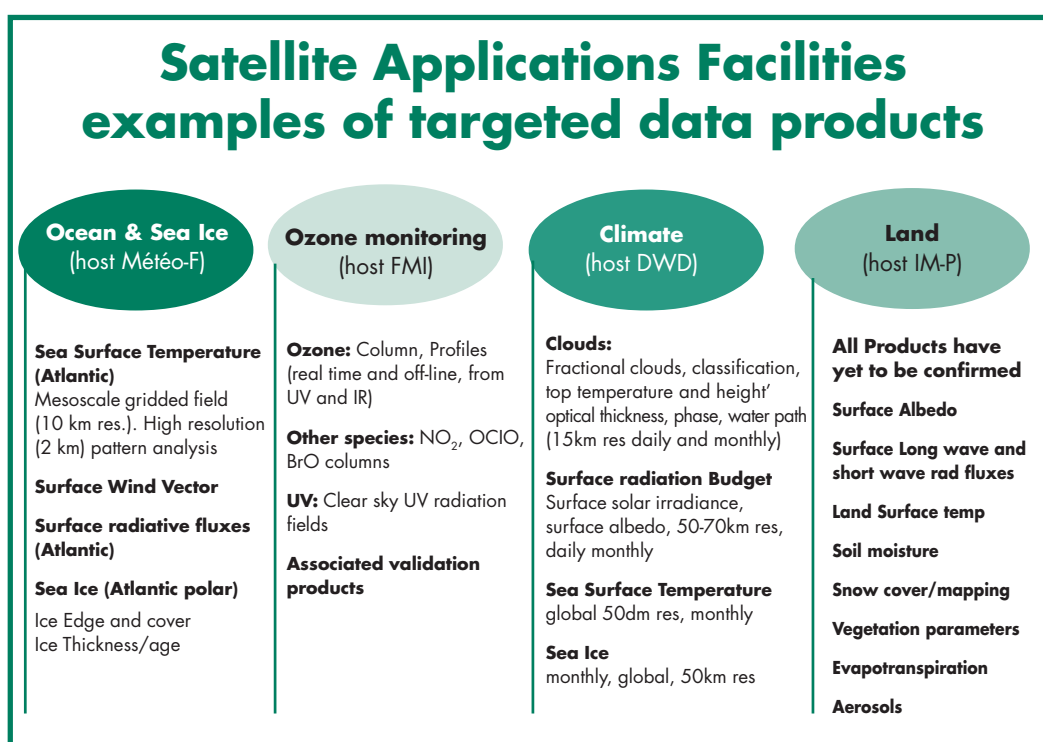 Satellite Applications Facilities
examples of targeted data products
Ocean & Sea Ice
(host Météo-F)
Sea Surface Temperature
(Atlantic)
Mesoscale gridded field
(10 km res.). High resolution
(2 km) pattern analysis
Surface Wind Vector
Surface radiative fluxes
(Atlantic)
Sea Ice (Atlantic polar)
Ice Edge and cover
Ice Thickness/age
Ozone monitoring
(host FMI)
Ozone: Column, Profiles
(real time and off-line, from
UV and IR)
Other species: NO₂, OClO,
BrO columns
UV: Clear sky UV radiation
fields
Associated validation
products
Climate
(host DWD)
Clouds:
Fractional clouds, classification,
top temperature and height’
optical thickness, phase, water path
(15km res daily and monthly)
Surface radiation Budget
Surface solar irradiance,
surface albedo, 50-70km res,
daily monthly
Sea Surface Temperature
global 50dm res, monthly
Sea Ice
monthly, global, 50km res
Land
(host IM-P)
All Products have
yet to be confirmed
Surface Albedo
Surface Long wave and
short wave rad fluxes
Land Surface temp
Soil moisture
Snow cover/mapping
Vegetation parameters
Evapotranspiration
Aerosols